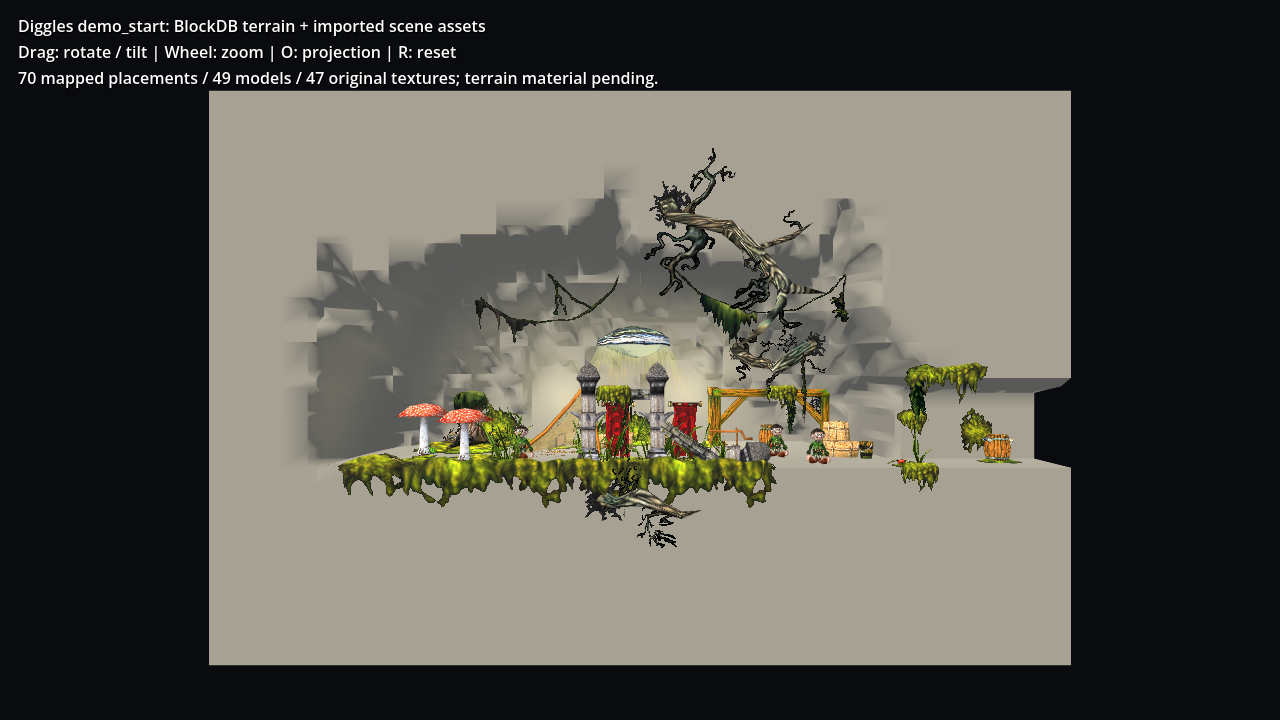 Diggles demo_start: BlockDB terrain + imported scene assets
Drag: rotate / tilt | Wheel: zoom | O: projection | R: reset
70 mapped placements / 49 models / 47 original textures; terrain material pending.